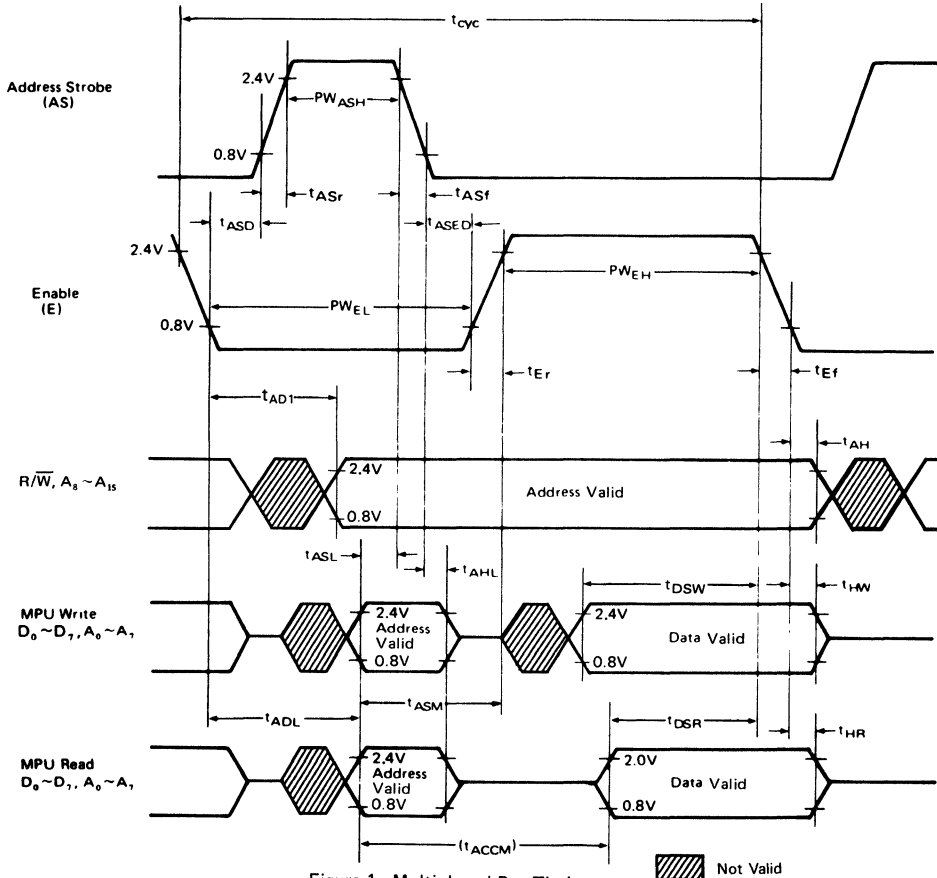 tcyc
Address Strobe
(AS)
2.4V
PWASH
0.8V
tASr
tASf
tASD
tASED
Enable
(E)
2.4V
PWEH
PWEL
0.8V
tEr
tEf
tAD1
tAH
R/W̅, A8 ~ A15
2.4V
Address Valid
0.8V
tASL
tAHL
tDSW
tHW
MPU Write
D0~D7, A0~A7
2.4V
Address
Valid
0.8V
2.4V
Data Valid
0.8V
tADL
tASM
tDSR
tHR
MPU Read
D0~D7, A0~A7
2.4V
Address
Valid
0.8V
2.0V
Data Valid
0.8V
(tACCM)
Not Valid